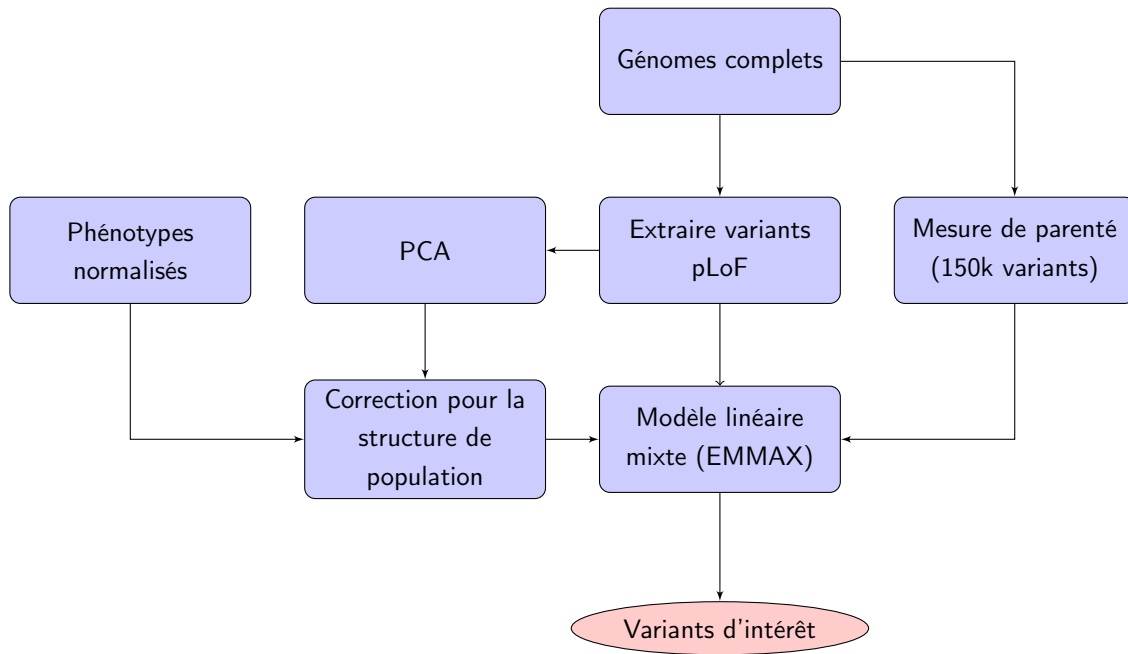 Génomes complets
Phénotypes
normalisés
PCA
Extraire variants
pLoF
Mesure de parenté
(150k variants)
Correction pour la
structure de
population
Modèle linéaire
mixte (EMMAX)
Variants d'intérêt